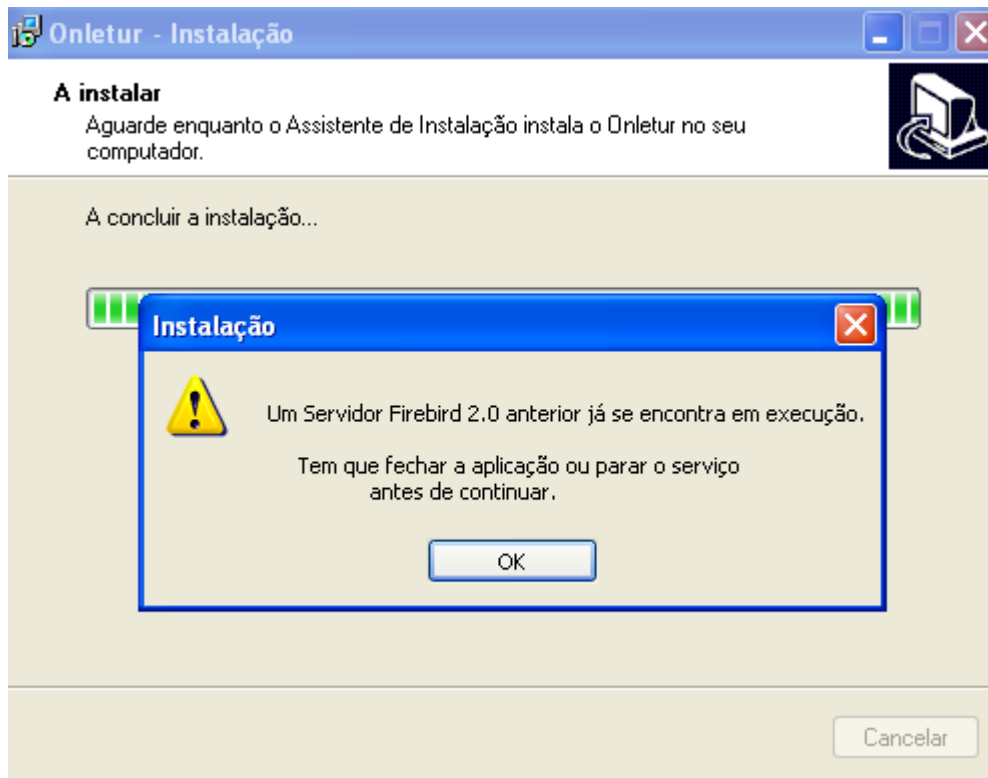 Onletur - Instalação
A instalar
Aguarde enquanto o Assistente de Instalação instala o Onletur no seu
computador.
A concluir a instalação...
Instalação
Um Servidor Firebird 2.0 anterior já se encontra em execução.
Tem que fechar a aplicação ou parar o serviço
antes de continuar.
OK
Cancelar